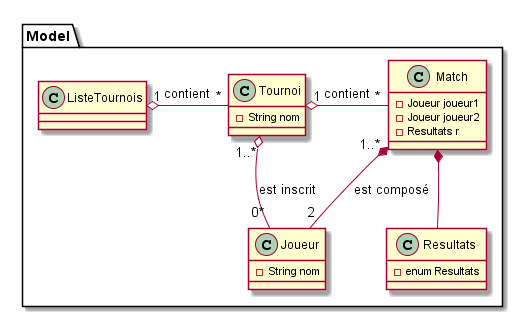 Model
C ListeTournois
1 contient *
C Tournoi
String nom
1 contient *
C Match
Joueur joueur1
Joueur joueur2
Resultats r
1..*
1..*
est inscrit
est composé
0*
2
C Joueur
String nom
C Resultats
enum Resultats